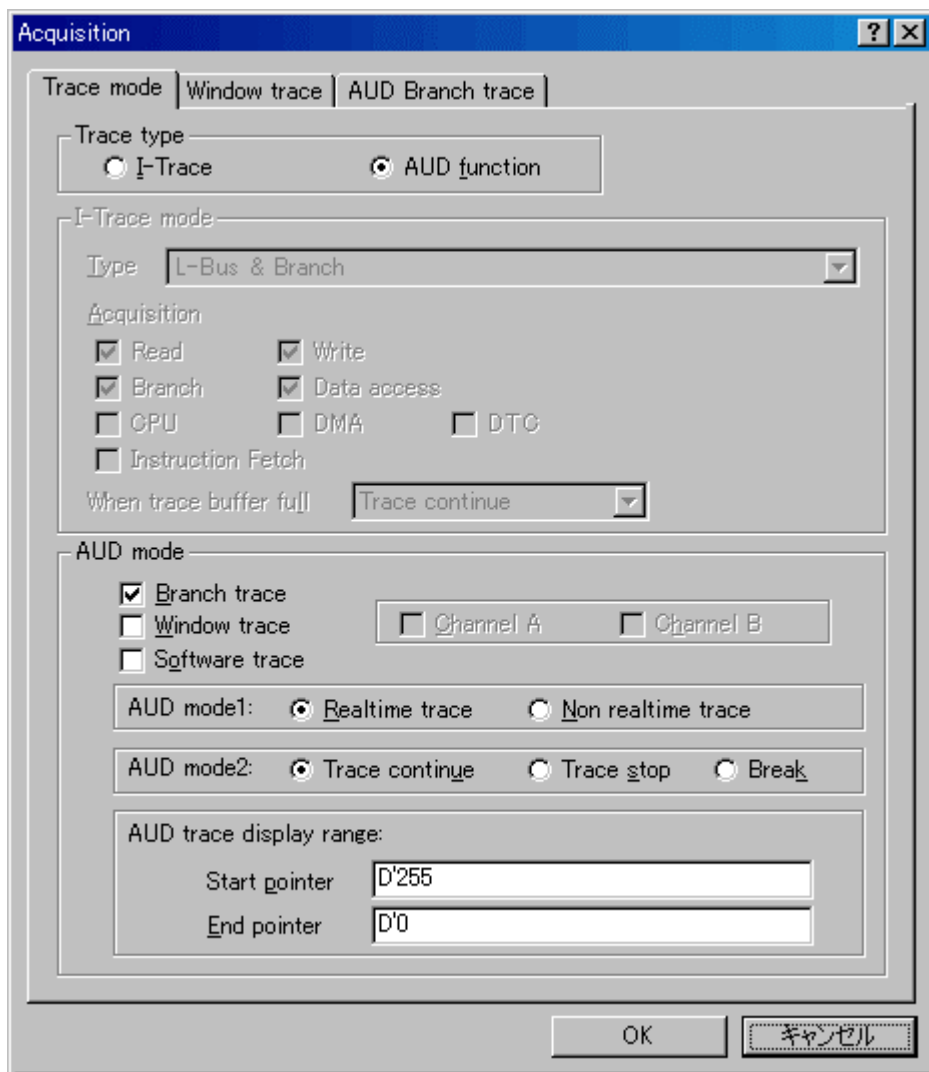 Acquisition
Trace mode Window trace AUD Branch trace
Trace type
I-Trace AUD function
I-Trace mode
Type L-Bus & Branch
Acquisition
Read Write
Branch Data access
CPU DMA DTC
Instruction Fetch
When trace buffer full Trace continue
AUD mode
Branch trace
Window trace Channel A Channel B
Software trace
AUD mode1: Realtime trace Non realtime trace
AUD mode2: Trace continue Trace stop Break
AUD trace display range:
Start pointer D'255
End pointer D'0
OK キャンセル